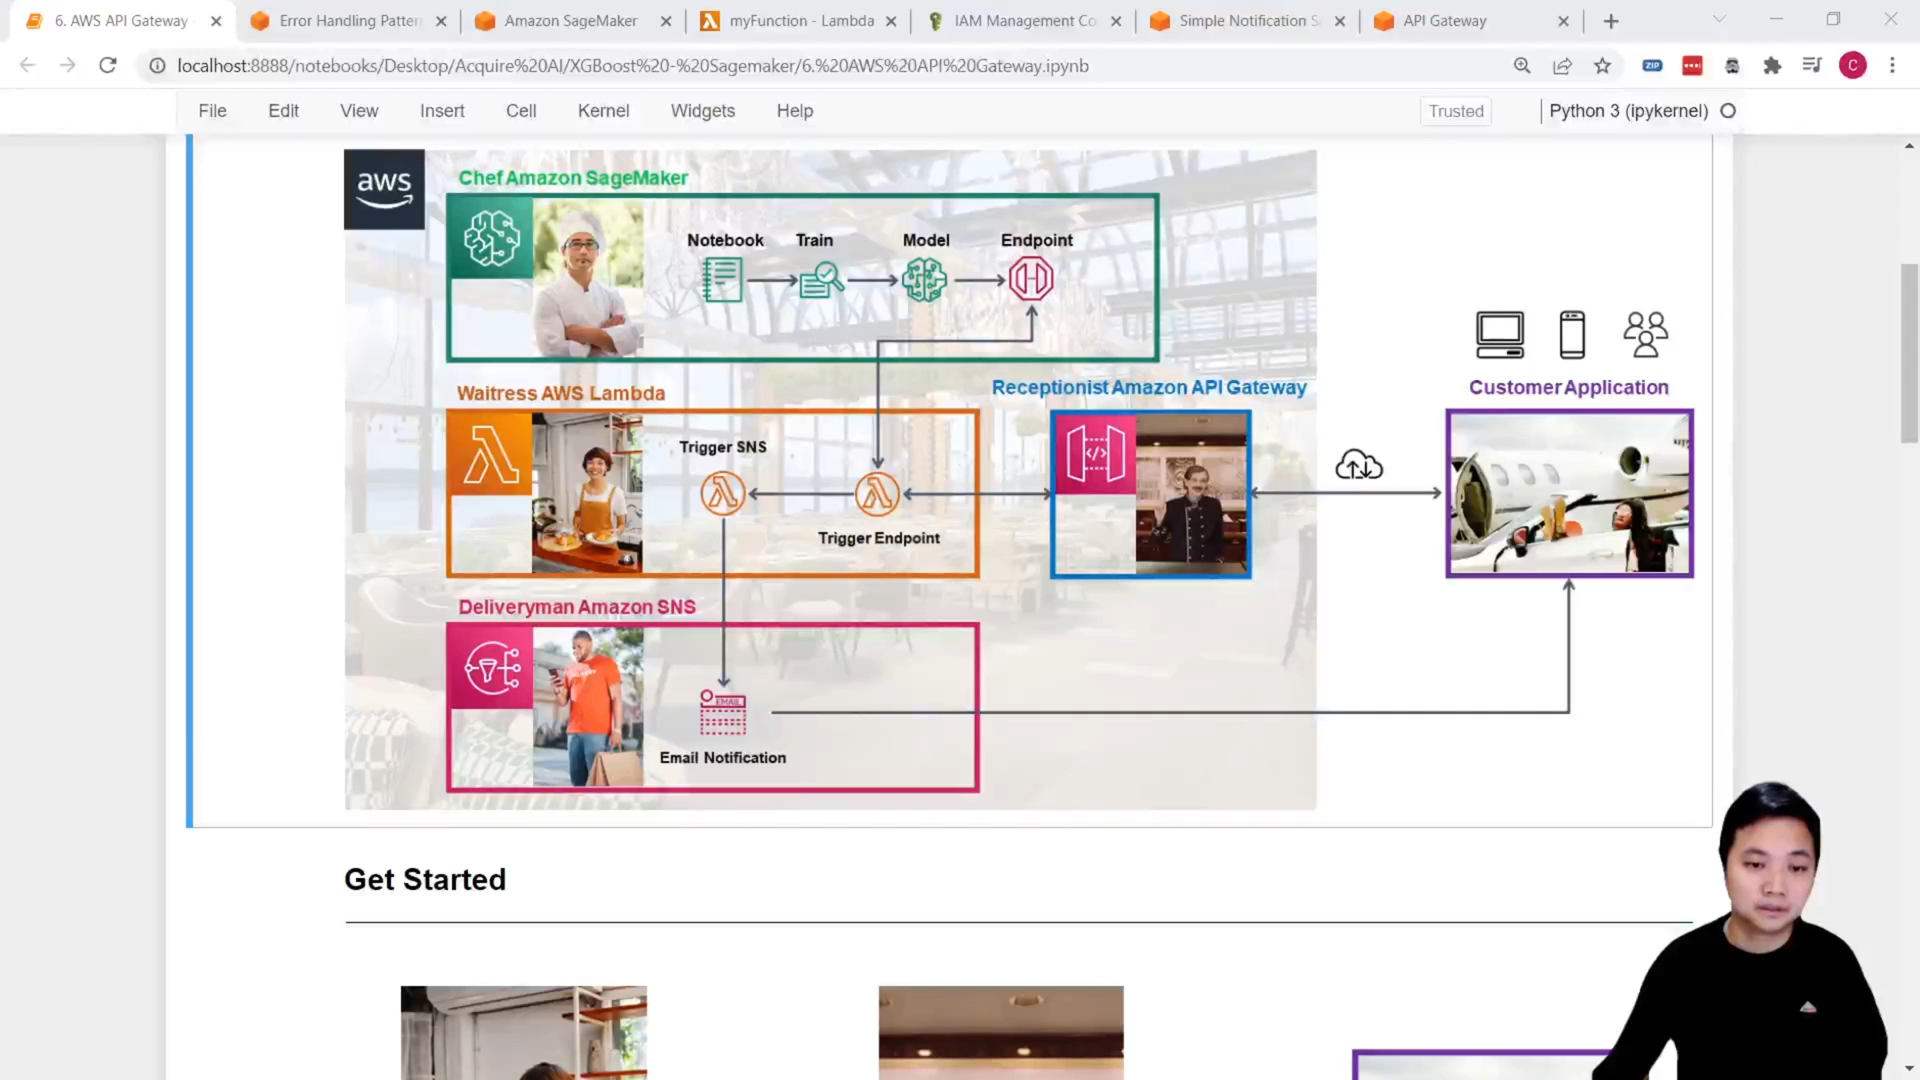 6. AWS API Gateway
Error Handling Patter
Amazon SageMaker
myFunction - Lambda
IAM Management Co
Simple Notification S
API Gateway
localhost:8888/notebooks/Desktop/Acquire%20AI/XGBoost%20-%20Sagemaker/6.%20AWS%20API%20Gateway.ipynb
ZIP
C
File Edit View Insert Cell Kernel Widgets Help
Trusted
Python 3 (ipykernel)
aws
Chef Amazon SageMaker
Notebook Train Model Endpoint
Waitress AWS Lambda
Receptionist Amazon API Gateway
Customer Application
Trigger SNS
Trigger Endpoint
Deliveryman Amazon SNS
EMAIL
Email Notification
Get Started